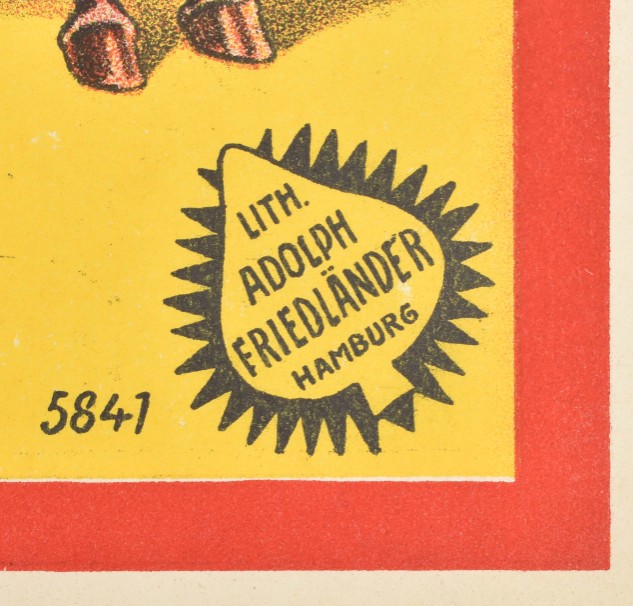 LITH.
ADOLPH
FRIEDLÄNDER
HAMBURG
5841